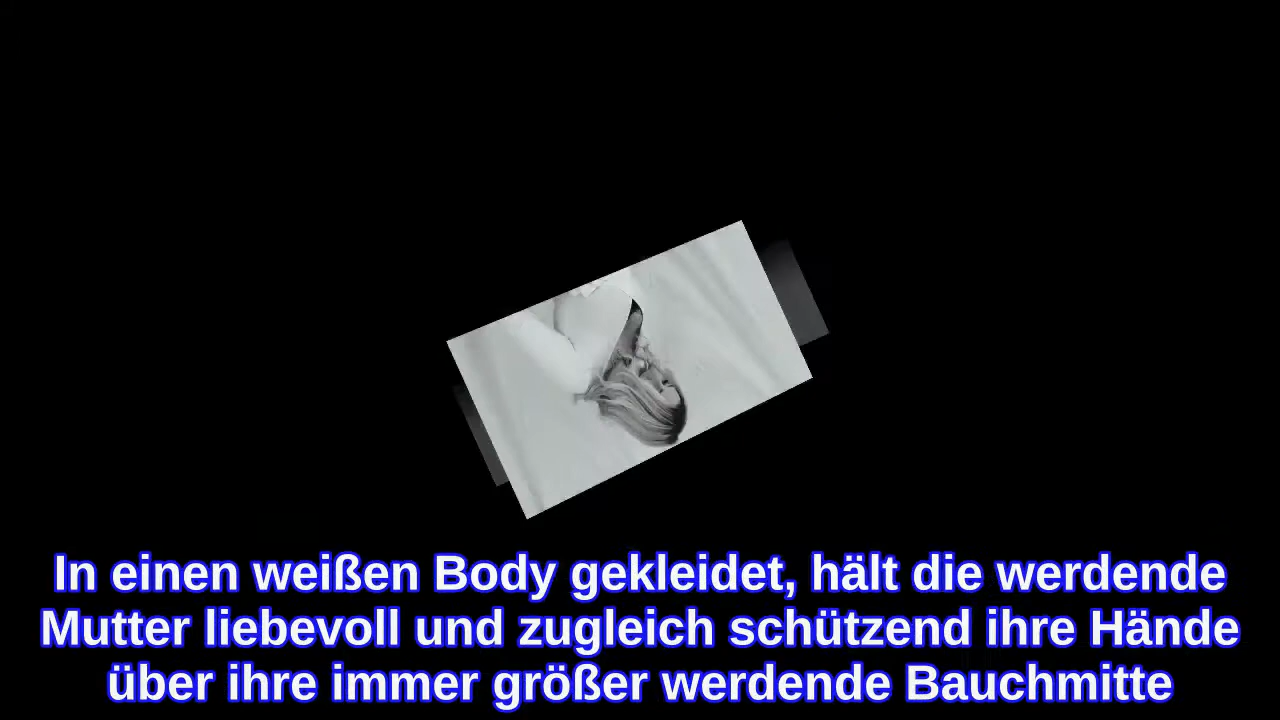 In einen weißen Body gekleidet, hält die werdende
Mutter liebevoll und zugleich schützend ihre Hände
über ihre immer größer werdende Bauchmitte